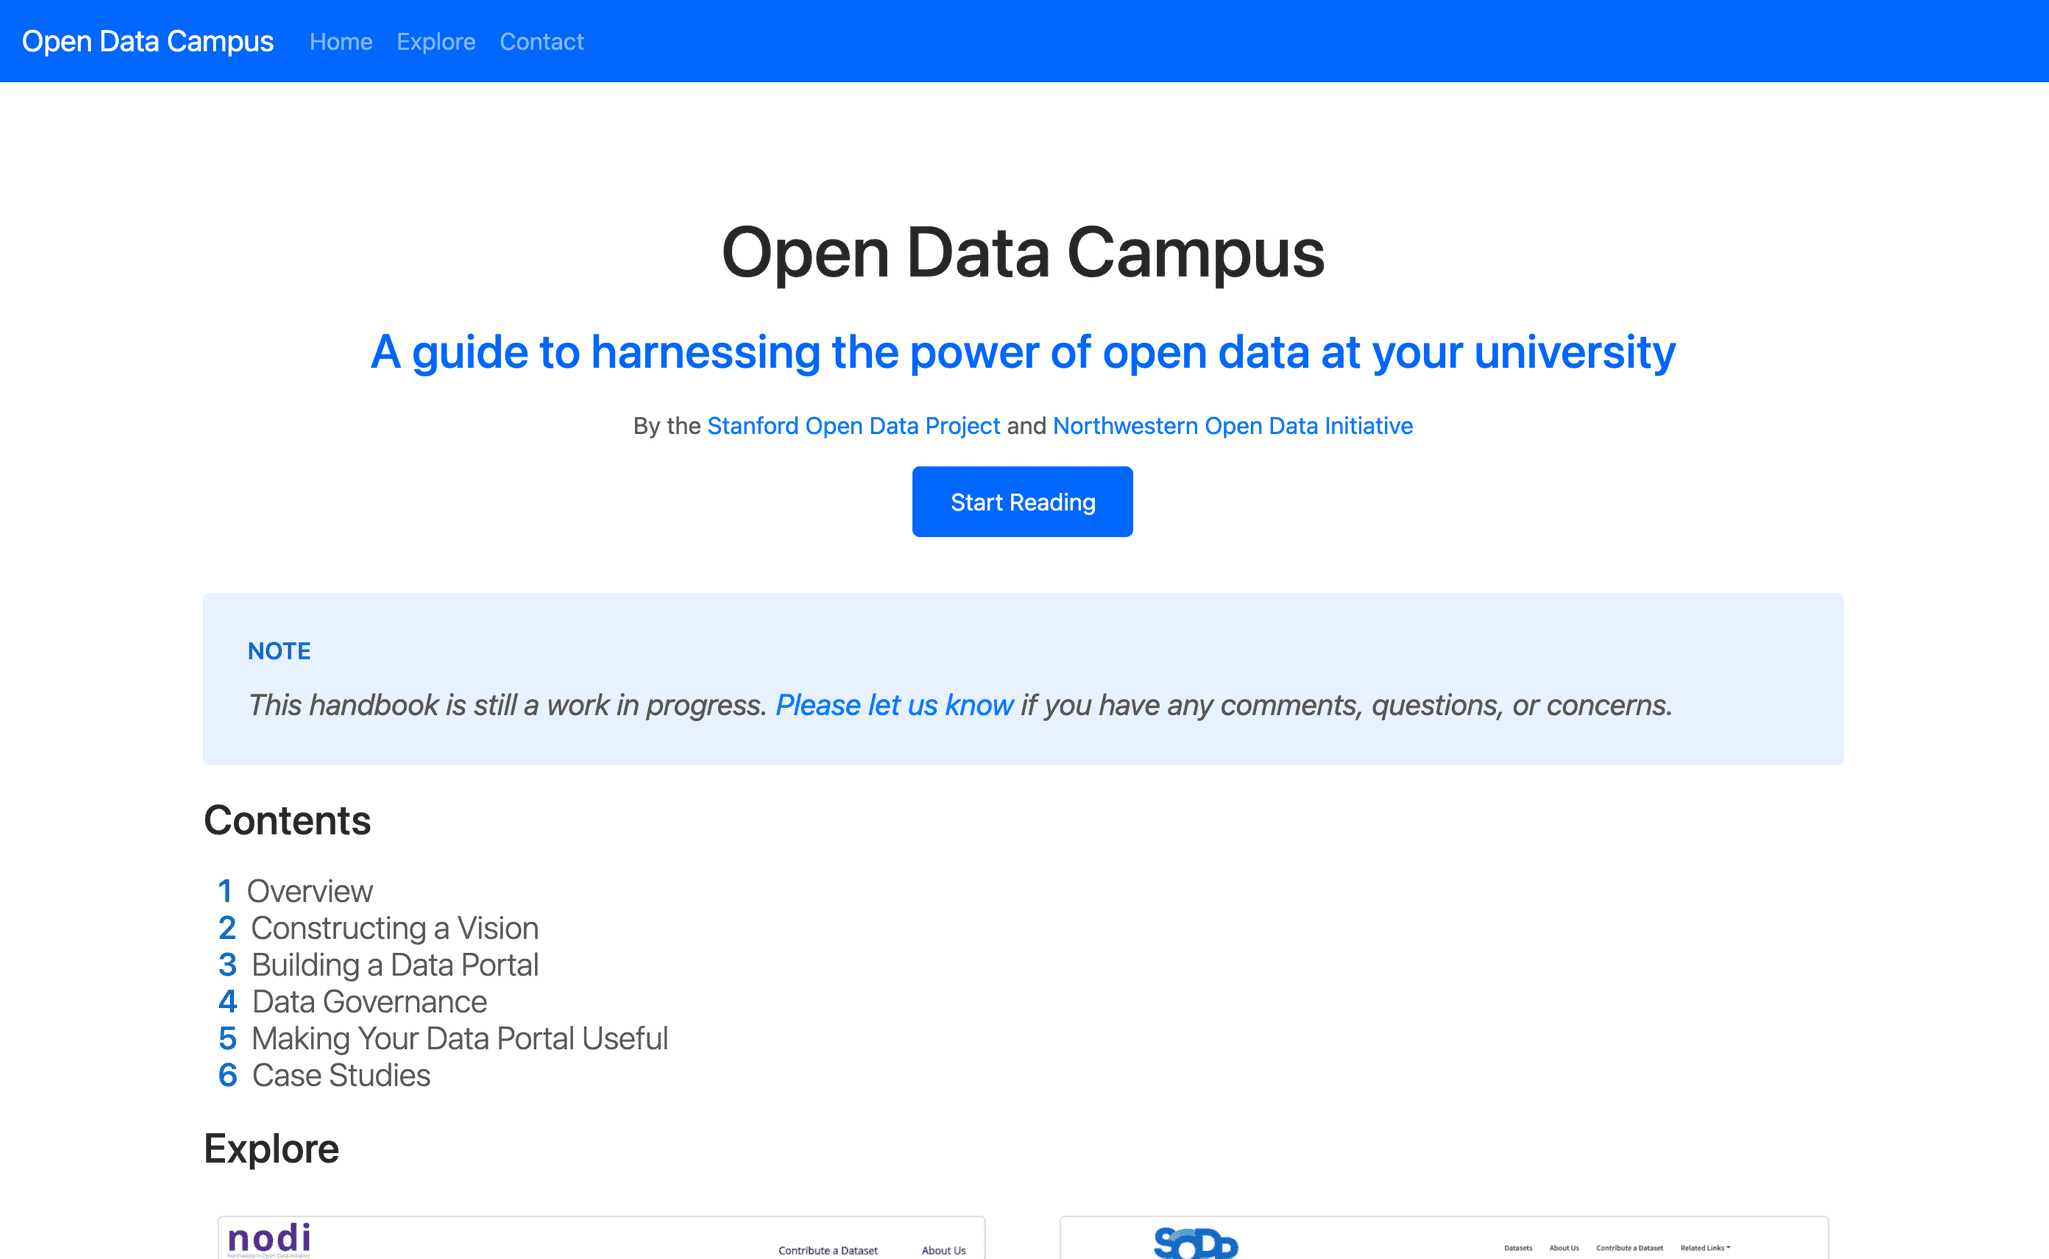 Open Data Campus Home Explore Contact
Open Data Campus
A guide to harnessing the power of open data at your university
By the Stanford Open Data Project and Northwestern Open Data Initiative
Start Reading
NOTE
This handbook is still a work in progress. Please let us know if you have any comments, questions, or concerns.
Contents
1 Overview
2 Constructing a Vision
3 Building a Data Portal
4 Data Governance
5 Making Your Data Portal Useful
6 Case Studies
Explore
nodi
Northwestern Open Data Initiative
Contribute a Dataset About Us
SODP
Datasets About Us Contribute a Dataset Related Links